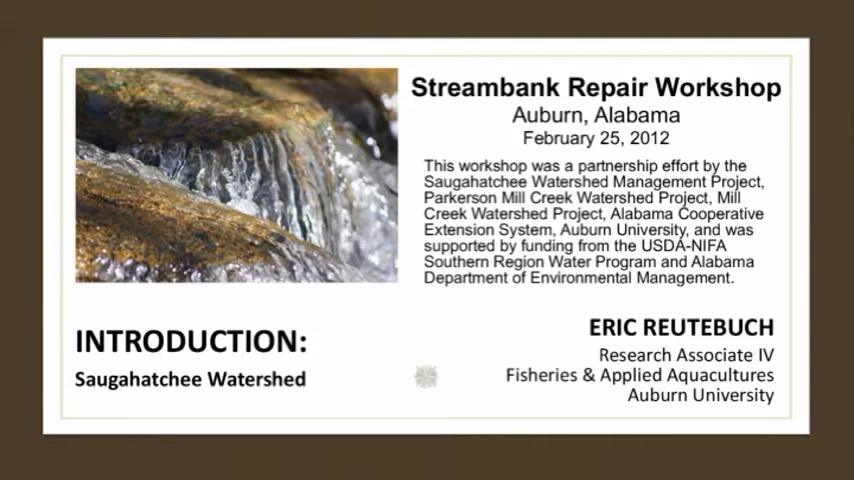 Streambank Repair Workshop
Auburn, Alabama
February 25, 2012
This workshop was a partnership effort by the
Saugahatchee Watershed Management Project,
Parkerson Mill Creek Watershed Project, Mill
Creek Watershed Project, Alabama Cooperative
Extension System, Auburn University, and was
supported by funding from the USDA-NIFA
Southern Region Water Program and Alabama
Department of Environmental Management.
INTRODUCTION:
Saugahatchee Watershed
ERIC REUTEBUCH
Research Associate IV
Fisheries & Applied Aquacultures
Auburn University